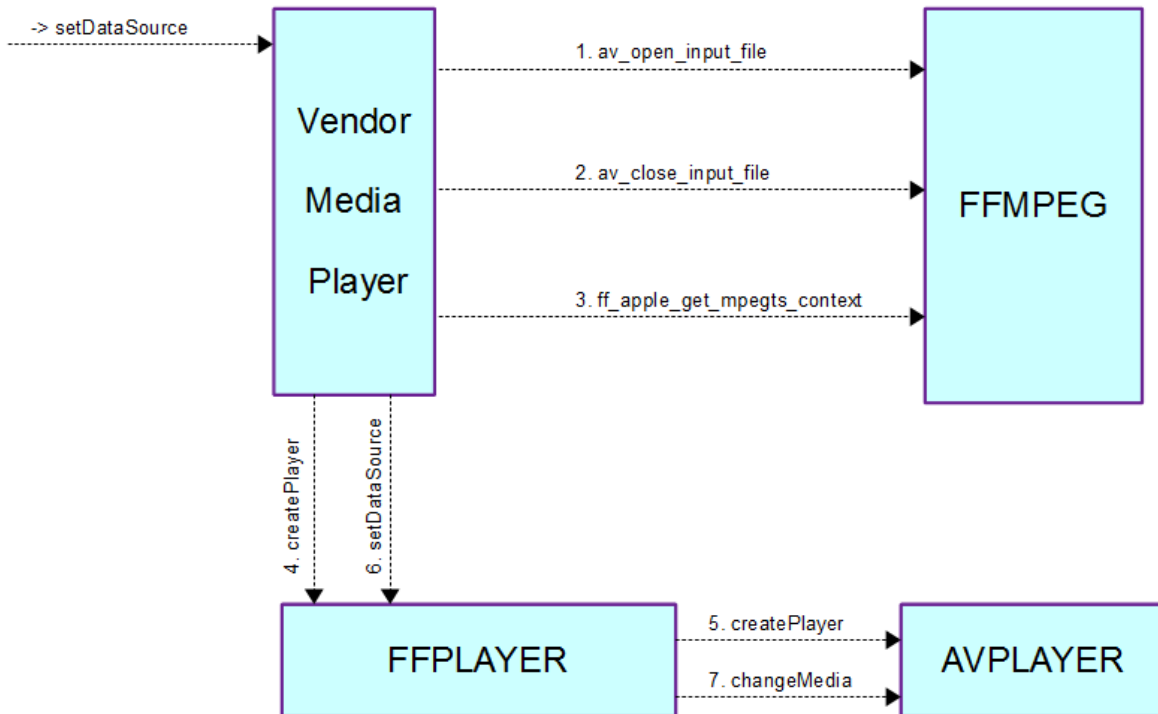 -> setDataSource
1. av_open_input_file
Vendor
Media
Player
2. av_close_input_file
FFMPEG
3. ff_apple_get_mpegts_context
4. createPlayer
6. setDataSource
FFPLAYER
5. createPlayer
7. changeMedia
AVPLAYER